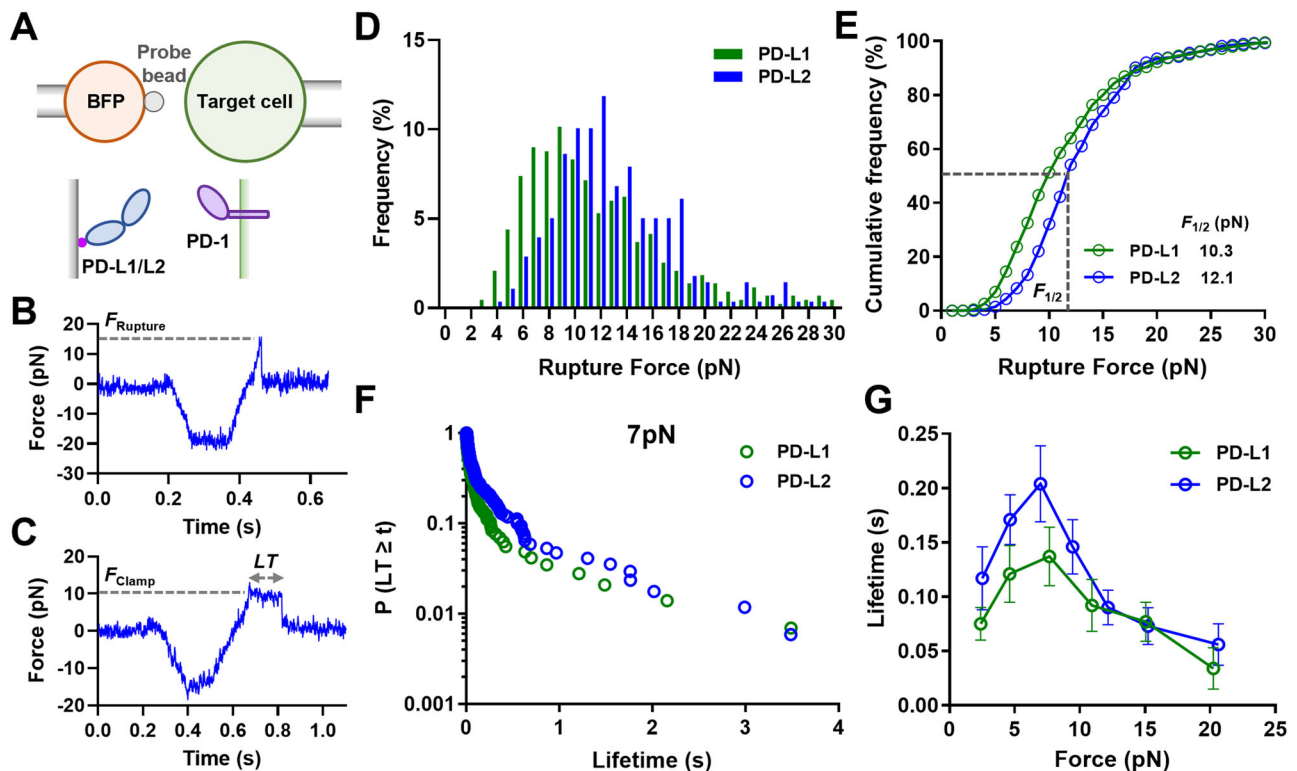 A
Probe
bead
BFP
Target cell
PD-L1/L2
PD-1
B
F_Rupture
Force (pN)
20
10
0
-10
-20
-30
0.0 0.2 0.4 0.6
Time (s)
C
LT
F_Clamp
Force (pN)
20
10
0
-10
-20
0.0 0.2 0.4 0.6 0.8 1.0
Time (s)
D
PD-L1
PD-L2
Frequency (%)
15
10
5
0
0 2 4 6 8 10 12 14 16 18 20 22 24 26 28 30
Rupture Force (pN)
E
Cumulative frequency (%)
100
80
60
40
20
0
F_1/2 (pN)
PD-L1 10.3
PD-L2 12.1
F_1/2
0 5 10 15 20 25 30
Rupture Force (pN)
F
7pN
PD-L1
PD-L2
P (LT ≥ t)
1
0.1
0.01
0.001
0 1 2 3 4
Lifetime (s)
G
PD-L1
PD-L2
Lifetime (s)
0.25
0.20
0.15
0.10
0.05
0.00
0 5 10 15 20 25
Force (pN)